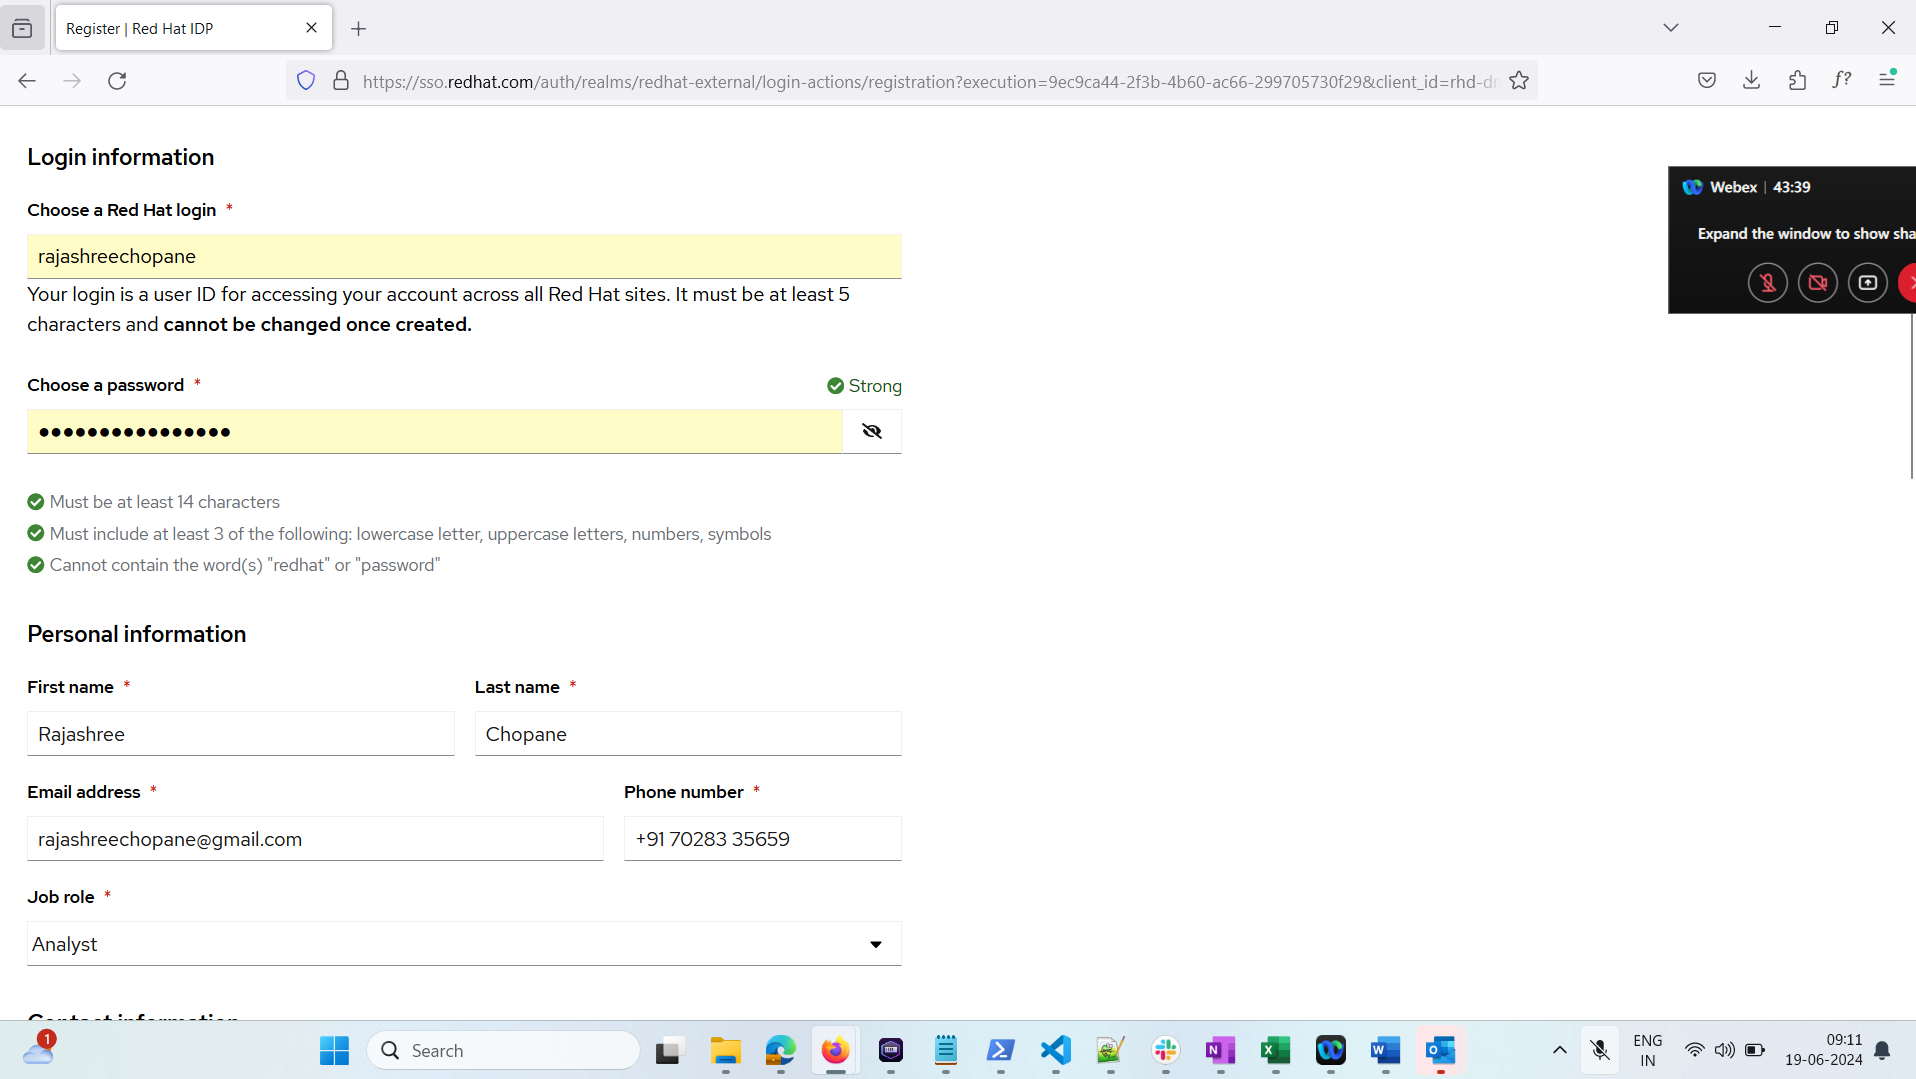 Register | Red Hat IDP
https://sso.redhat.com/auth/realms/redhat-external/login-actions/registration?execution=9ec9ca44-2f3b-4b60-ac66-299705730f29&client_id=rhd-dm
Login information
Webex | 43:39
Choose a Red Hat login *
Expand the window to show sha
rajashreechopane
Your login is a user ID for accessing your account across all Red Hat sites. It must be at least 5
characters and cannot be changed once created.
Choose a password *
Strong
Must be at least 14 characters
Must include at least 3 of the following: lowercase letter, uppercase letters, numbers, symbols
Cannot contain the word(s) "redhat" or "password"
Personal information
First name * Last name *
Rajashree Chopane
Email address * Phone number *
rajashreechopane@gmail.com +91 70283 35659
Job role *
Analyst
Contact information
1
Search
ENG
IN
09:11
19-06-2024